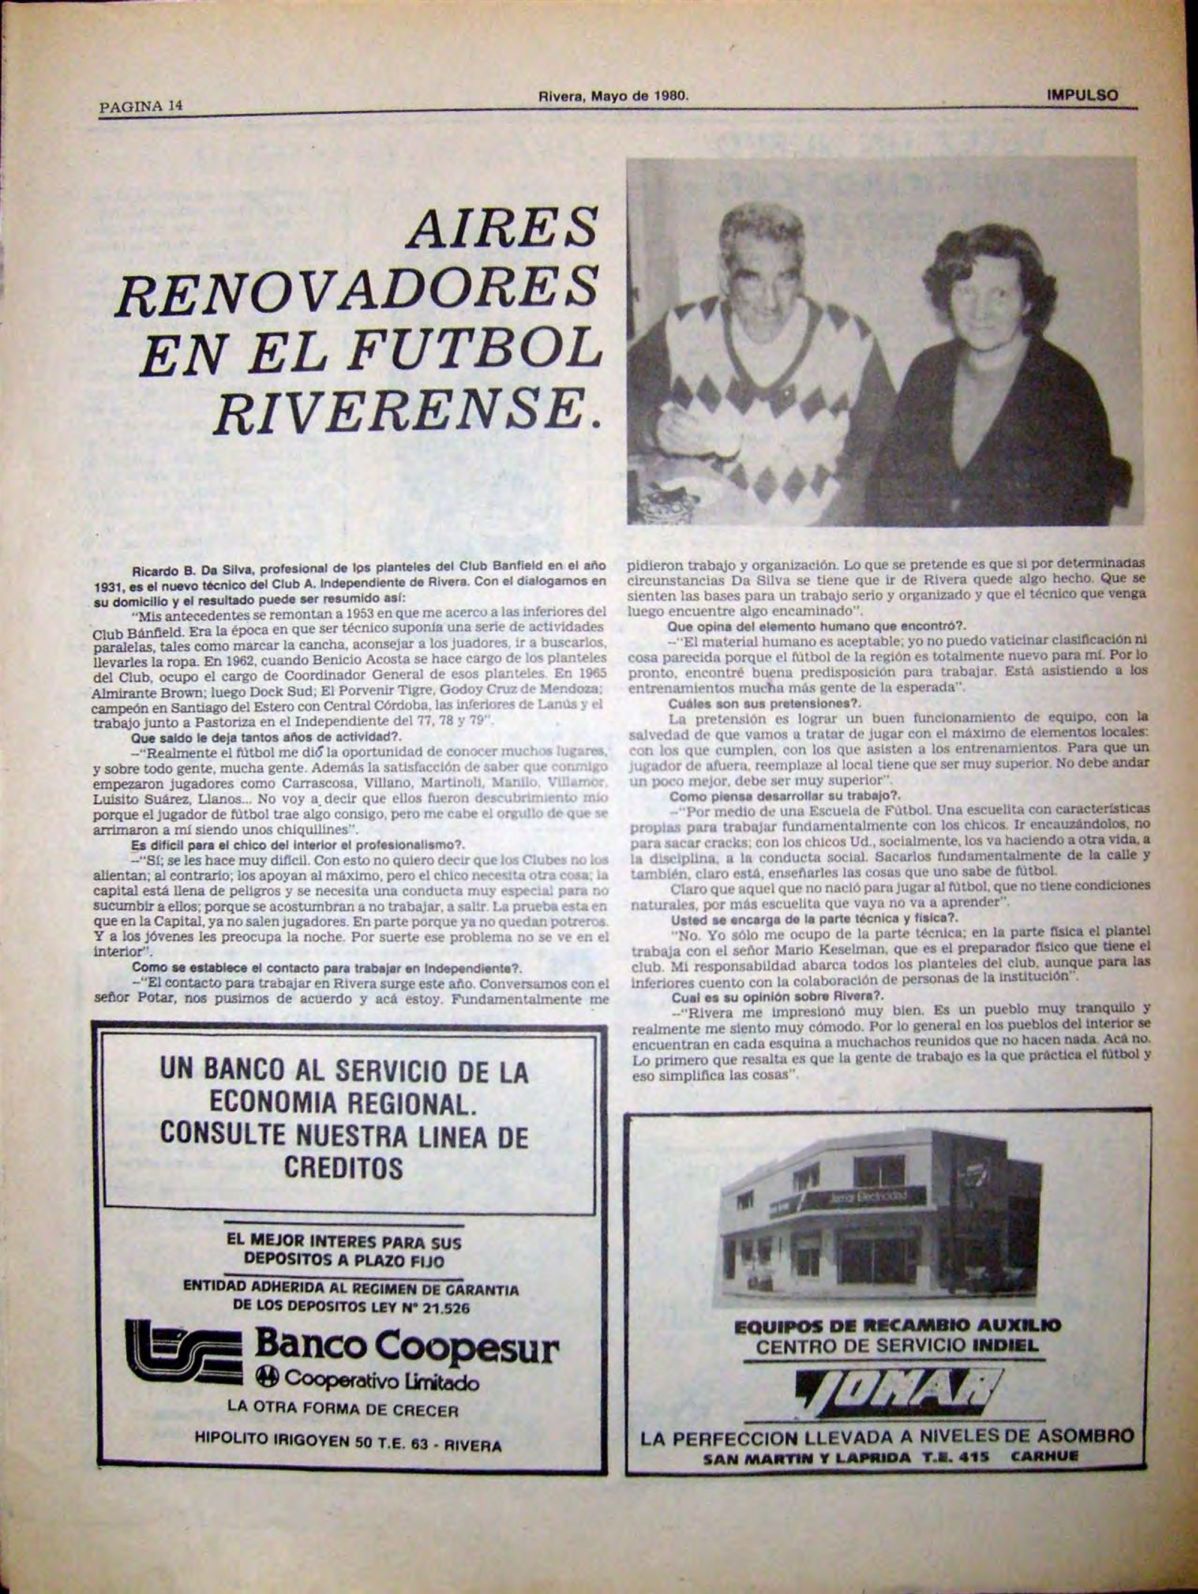 PAGINA 14
Rivera, Mayo de 1980.
IMPULSO
AIRES
RENOVADORES
EN EL FUTBOL
RIVERENSE.
Ricardo B. Da Silva, profesional de lps planteles del Club Banfield en el año
1931, es el nuevo técnico del Club A. Independiente de Rivera. Con el dialogamos en
su domicilio y el resultado puede ser resumido así:
"Mis antecedentes se remontan a 1953 en que me acerco a las inferiores del
Club Bánfield. Era la época en que ser técnico suponía una serie de actividades
paralelas, tales como marcar la cancha, aconsejar a los juadores, ir a buscarlos,
llevarles la ropa. En 1962, cuando Benicio Acosta se hace cargo de los planteles
del Club, ocupo el cargo de Coordinador General de esos planteles. En 1965
Almirante Brown; luego Dock Sud; El Porvenir Tigre, Godoy Cruz de Mendoza;
campeón en Santiago del Estero con Central Córdoba, las inferiores de Lanús y el
trabajo junto a Pastoriza en el Independiente del 77, 78 y 79".
Que saldo le deja tantos años de actividad?.
—"Realmente el fútbol me dió la oportunidad de conocer muchos lugares,
y sobre todo gente, mucha gente. Además la satisfacción de saber que conmigo
empezaron jugadores como Carrascosa, Villano, Martinoli, Manilo, Villamor,
Luisito Suárez, Llanos... No voy a decir que ellos fueron descubrimiento mío
porque el jugador de fútbol trae algo consigo, pero me cabe el orgullo de que se
arrimaron a mí siendo unos chiquilines".
Es difícil para el chico del interior el profesionalismo?.
—"Sí; se les hace muy difícil. Con esto no quiero decir que los Clubes no los
alientan; al contrario; los apoyan al máximo, pero el chico necesita otra cosa; la
capital está llena de peligros y se necesita una conducta muy especial para no
sucumbir a ellos; porque se acostumbran a no trabajar, a salir. La prueba esta en
que en la Capital, ya no salen jugadores. En parte porque ya no quedan potreros.
Y a los jóvenes les preocupa la noche. Por suerte ese problema no se ve en el
interior".
Como se establece el contacto para trabajar en Independiente?.
—"El contacto para trabajar en Rivera surge este año. Conversamos con el
señor Potar, nos pusimos de acuerdo y acá estoy. Fundamentalmente me
pidieron trabajo y organización. Lo que se pretende es que si por determinadas
circunstancias Da Silva se tiene que ir de Rivera quede algo hecho. Que se
sienten las bases para un trabajo serio y organizado y que el técnico que venga
luego encuentre algo encaminado".
Que opina del elemento humano que encontró?.
—"El material humano es aceptable; yo no puedo vaticinar clasificación ni
cosa parecida porque el fútbol de la región es totalmente nuevo para mí. Por lo
pronto, encontré buena predisposición para trabajar. Está asistiendo a los
entrenamientos mucha más gente de la esperada".
Cuáles son sus pretensiones?.
La pretensión es lograr un buen funcionamiento de equipo, con la
salvedad de que vamos a tratar de jugar con el máximo de elementos locales:
con los que cumplen, con los que asisten a los entrenamientos. Para que un
jugador de afuera, reemplaze al local tiene que ser muy superior. No debe andar
un poco mejor, debe ser muy superior".
Como piensa desarrollar su trabajo?.
—"Por medio de una Escuela de Fútbol. Una escuelita con características
propias para trabajar fundamentalmente con los chicos. Ir encauzándolos, no
para sacar cracks; con los chicos Ud., socialmente, los va haciendo a otra vida, a
la disciplina, a la conducta social. Sacarlos fundamentalmente de la calle y
también, claro está, enseñarles las cosas que uno sabe de fútbol.
Claro que aquel que no nació para jugar al fútbol, que no tiene condiciones
naturales, por más escuelita que vaya no va a aprender".
Usted se encarga de la parte técnica y física?.
"No. Yo sólo me ocupo de la parte técnica; en la parte física el plantel
trabaja con el señor Mario Keselman, que es el preparador físico que tiene el
club. Mi responsabilidad abarca todos los planteles del club, aunque para las
inferiores cuento con la colaboración de personas de la institución".
Cual es su opinión sobre Rivera?.
—"Rivera me impresionó muy bien. Es un pueblo muy tranquilo y
realmente me siento muy cómodo. Por lo general en los pueblos del interior se
encuentran en cada esquina a muchachos reunidos que no hacen nada. Acá no.
Lo primero que resalta es que la gente de trabajo es la que práctica el fútbol y
eso simplifica las cosas".
UN BANCO AL SERVICIO DE LA
ECONOMIA REGIONAL.
CONSULTE NUESTRA LINEA DE
CREDITOS
EL MEJOR INTERES PARA SUS
DEPOSITOS A PLAZO FIJO
ENTIDAD ADHERIDA AL REGIMEN DE GARANTIA
DE LOS DEPOSITOS LEY N° 21.526
Banco Coopesur
Cooperativo Limitado
LA OTRA FORMA DE CRECER
HIPOLITO IRIGOYEN 50 T.E. 63 - RIVERA
Jomar Electricidad
EQUIPOS DE RECAMBIO AUXILIO
CENTRO DE SERVICIO INDIEL
JOMAR
LA PERFECCION LLEVADA A NIVELES DE ASOMBRO
SAN MARTIN Y LAPRIDA T.E. 415 CARHUE